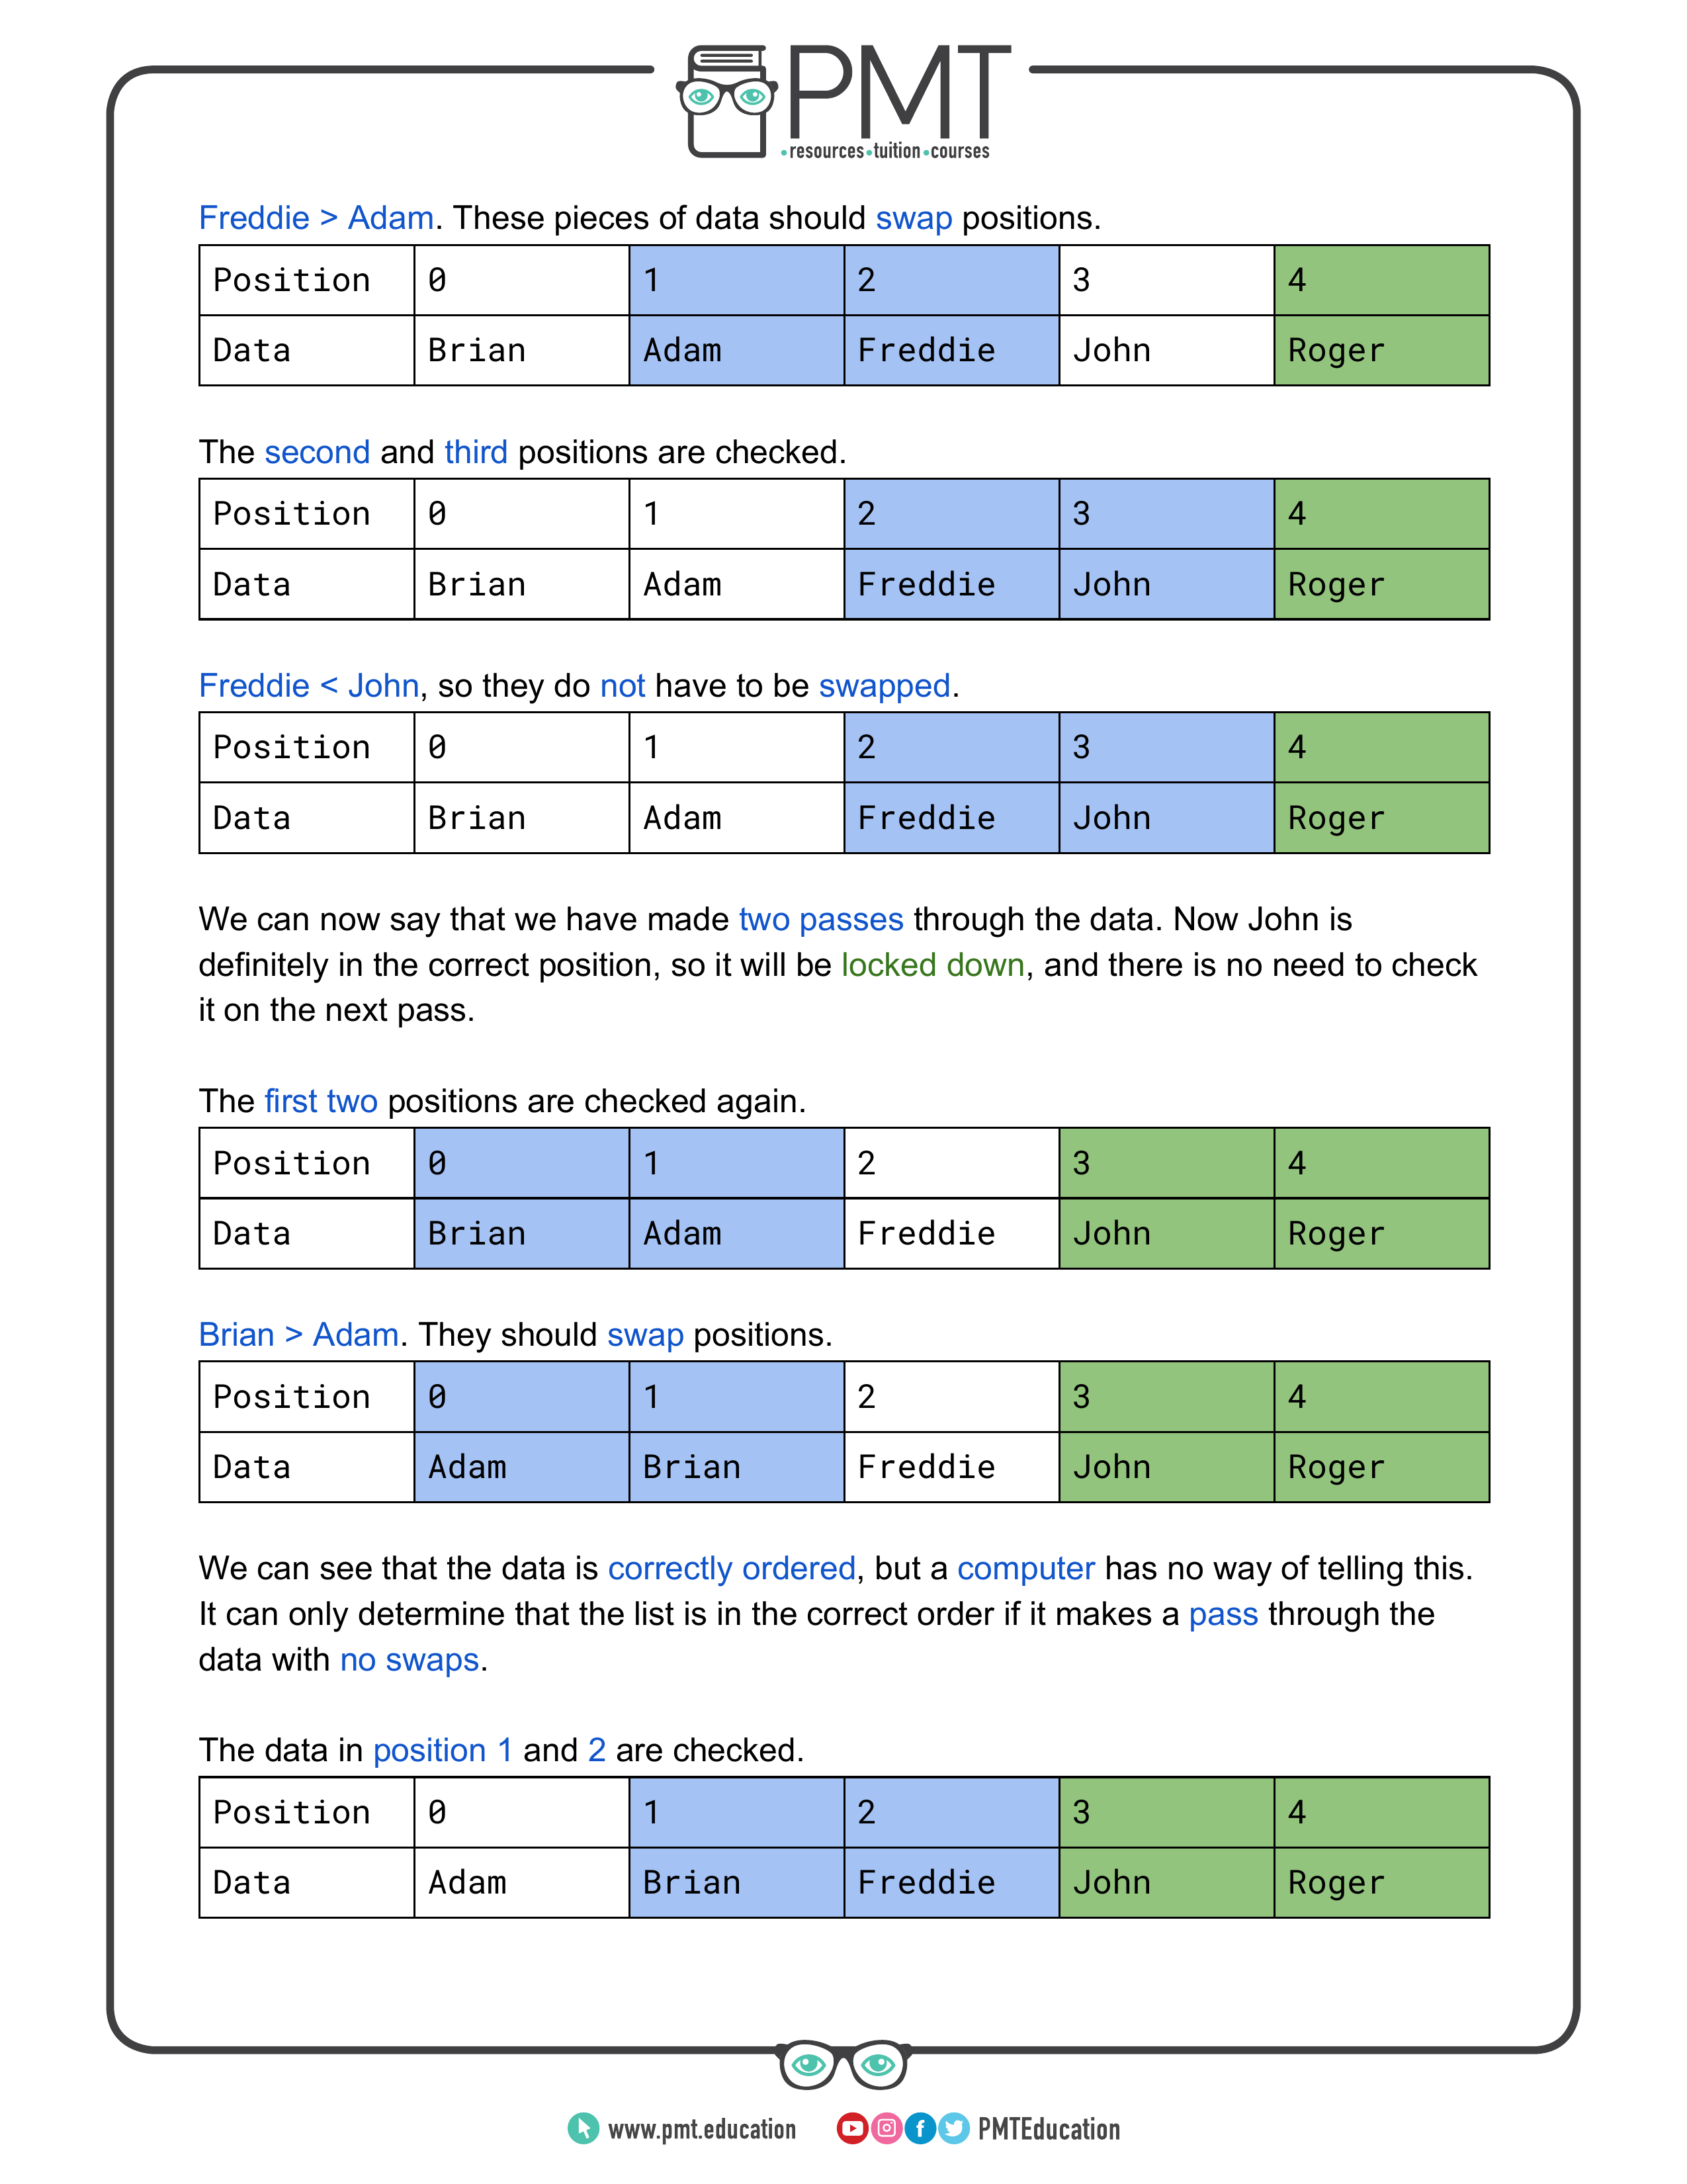 PMT
resources tuition courses
Freddie > Adam. These pieces of data should swap positions.
Position 0 1 2 3 4
Data Brian Adam Freddie John Roger
The second and third positions are checked.
Position 0 1 2 3 4
Data Brian Adam Freddie John Roger
Freddie < John, so they do not have to be swapped.
Position 0 1 2 3 4
Data Brian Adam Freddie John Roger
We can now say that we have made two passes through the data. Now John is
definitely in the correct position, so it will be locked down, and there is no need to check
it on the next pass.
The first two positions are checked again.
Position 0 1 2 3 4
Data Brian Adam Freddie John Roger
Brian > Adam. They should swap positions.
Position 0 1 2 3 4
Data Adam Brian Freddie John Roger
We can see that the data is correctly ordered, but a computer has no way of telling this.
It can only determine that the list is in the correct order if it makes a pass through the
data with no swaps.
The data in position 1 and 2 are checked.
Position 0 1 2 3 4
Data Adam Brian Freddie John Roger
www.pmt.education PMTEducation